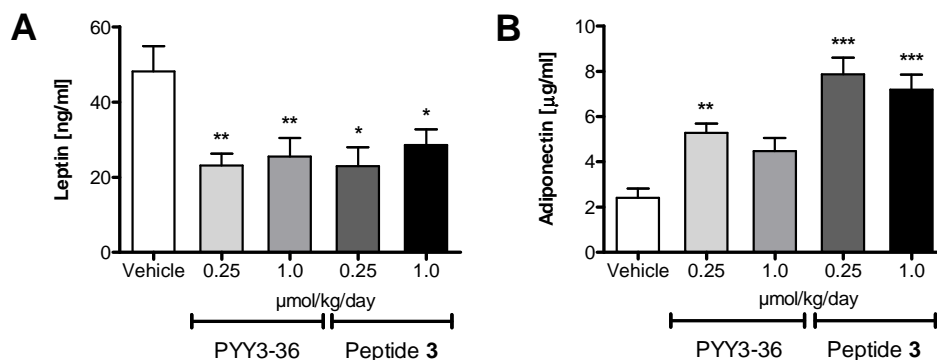 A
Leptin [ng/ml]
60
40
20
0
** ** * *
Vehicle 0.25 1.0 0.25 1.0
µmol/kg/day
PYY3-36 Peptide 3
B
Adiponectin [µg/ml]
10
8
6
4
2
0
** *** ***
Vehicle 0.25 1.0 0.25 1.0
µmol/kg/day
PYY3-36 Peptide 3